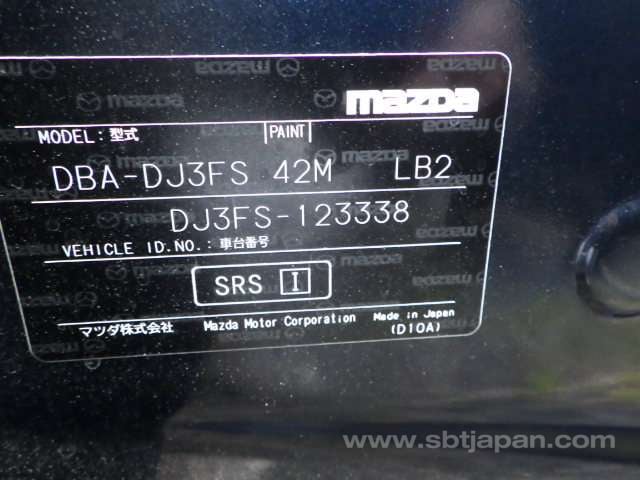 mazda
MODEL: 型式 PAINT
DBA-DJ3FS 42M LB2
DJ3FS-123338
VEHICLE ID.NO.: 車台番号
SRS I
マツダ株式会社 Mazda Motor Corporation Made in Japan
(D10A)
www.sbtjapan.com